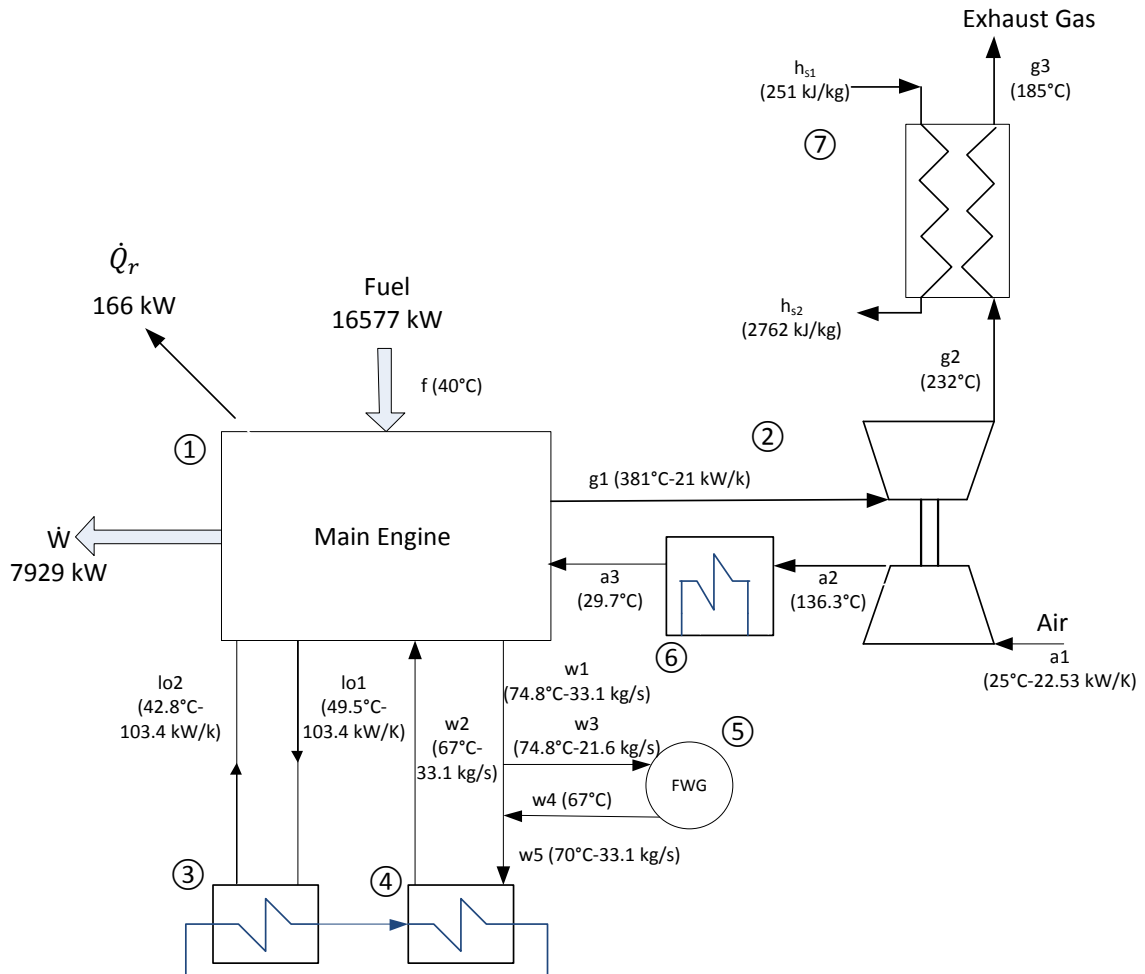 Exhaust Gas
h_s1
(251 kJ/kg)
g3
(185°C)
⑦
Q̇_r
166 kW
Fuel
16577 kW
h_s2
(2762 kJ/kg)
f (40°C)
g2
(232°C)
①
②
g1 (381°C-21 kW/k)
Main Engine
Ẇ
7929 kW
a3
(29.7°C)
a2
(136.3°C)
Air
a1
(25°C-22.53 kW/K)
⑥
lo2
(42.8°C-
103.4 kW/k)
lo1
(49.5°C-
103.4 kW/K)
w2
(67°C-
33.1 kg/s)
w1
(74.8°C-33.1 kg/s)
w3
(74.8°C-21.6 kg/s)
⑤
FWG
w4 (67°C)
w5 (70°C-33.1 kg/s)
③
④